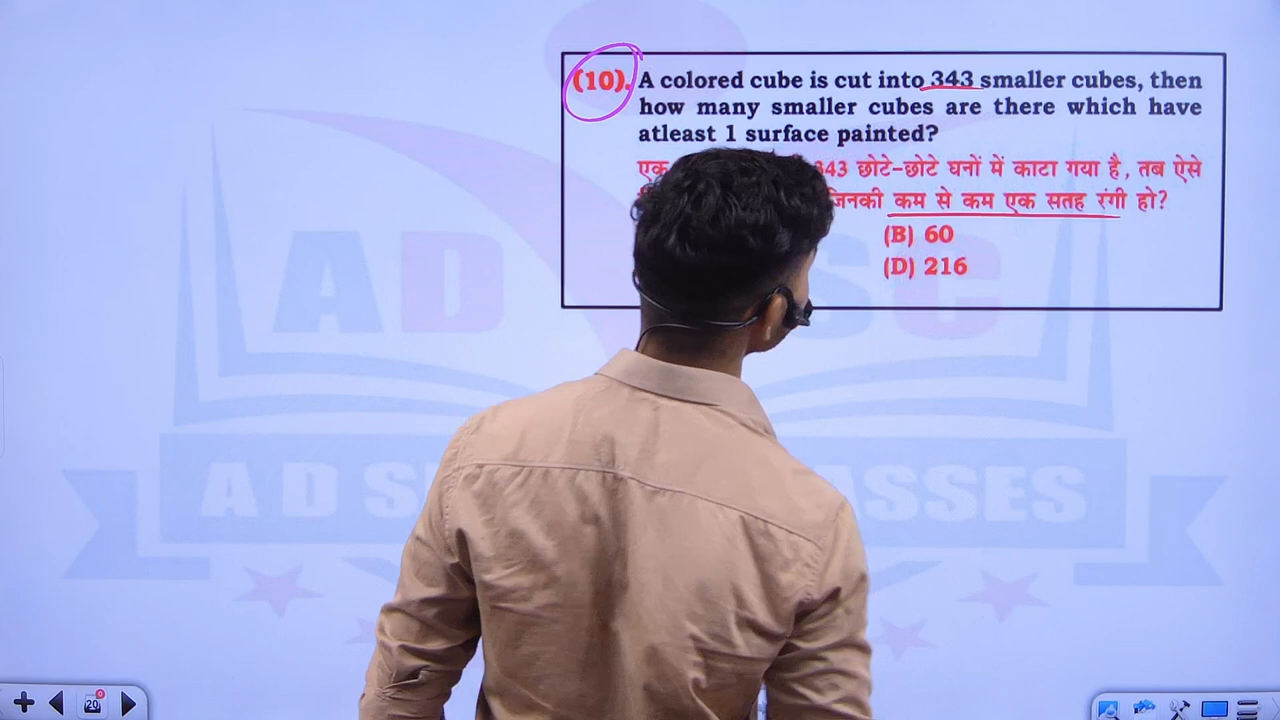 (10). A colored cube is cut into 343 smaller cubes, then
how many smaller cubes are there which have
atleast 1 surface painted?
एक 343 छोटे-छोटे घनों में काटा गया है, तब ऐसे
जिनकी कम से कम एक सतह रंगी हो?
(B) 60
(D) 216
AD SC
A D S ASSES
20
0